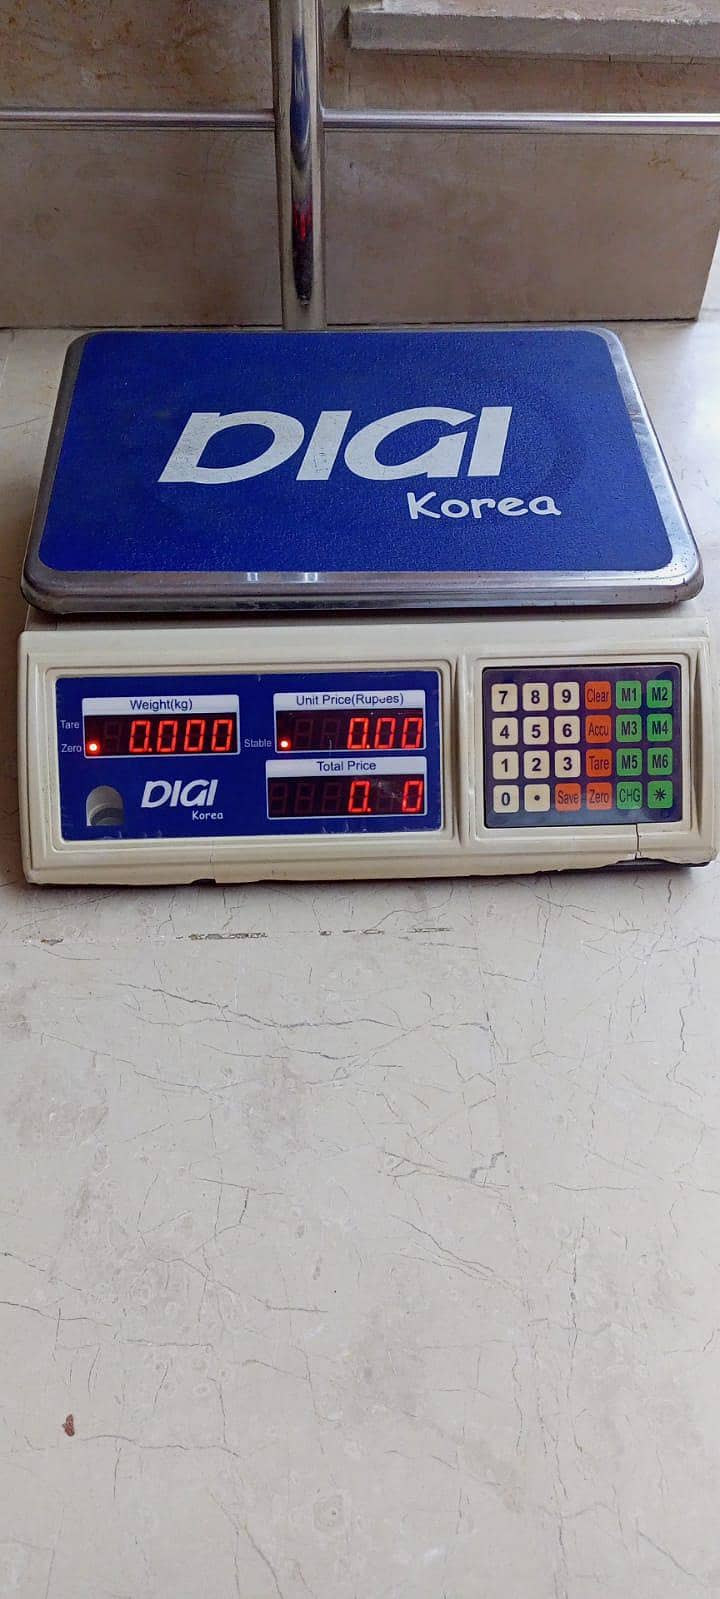 DIGI
Korea
Weight(kg)
Unit Price(Rupees)
Tare
Zero
0.000
Stable
0.00
Total Price
0. 0
DIGI
Korea
7 8 9 Clear M1 M2
4 5 6 Accu M3 M4
1 2 3 Tare M5 M6
0 . Save Zero CHG *